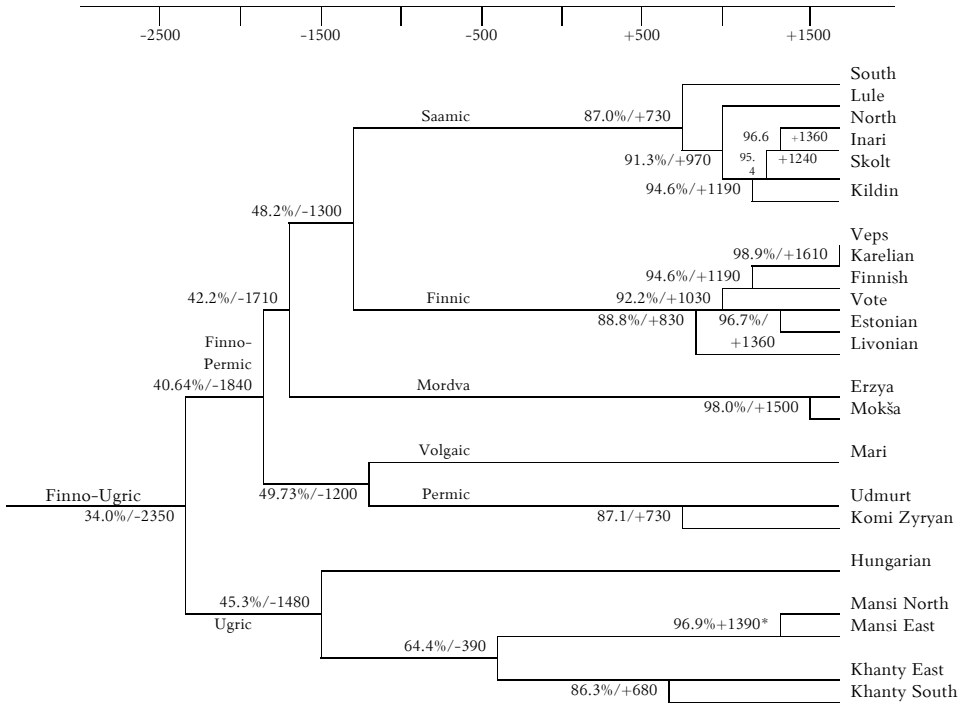 -2500 -1500 -500 +500 +1500
South
Lule
Saamic 87.0%/+730 North
96.6 +1360 Inari
91.3%/+970 95. +1240 Skolt
4
94.6%/+1190 Kildin
48.2%/-1300
Veps
98.9%/+1610 Karelian
94.6%/+1190 Finnish
42.2%/-1710 Finnic 92.2%/+1030 Vote
88.8%/+830 96.7%/ Estonian
Finno- +1360 Livonian
Permic
40.64%/-1840 Mordva Erzya
98.0%/+1500 Mokša
Volgaic Mari
Finno-Ugric 49.73%/-1200 Permic Udmurt
34.0%/-2350 87.1/+730 Komi Zyryan
Hungarian
45.3%/-1480 Mansi North
Ugric 96.9%+1390* Mansi East
64.4%/-390
Khanty East
86.3%/+680 Khanty South